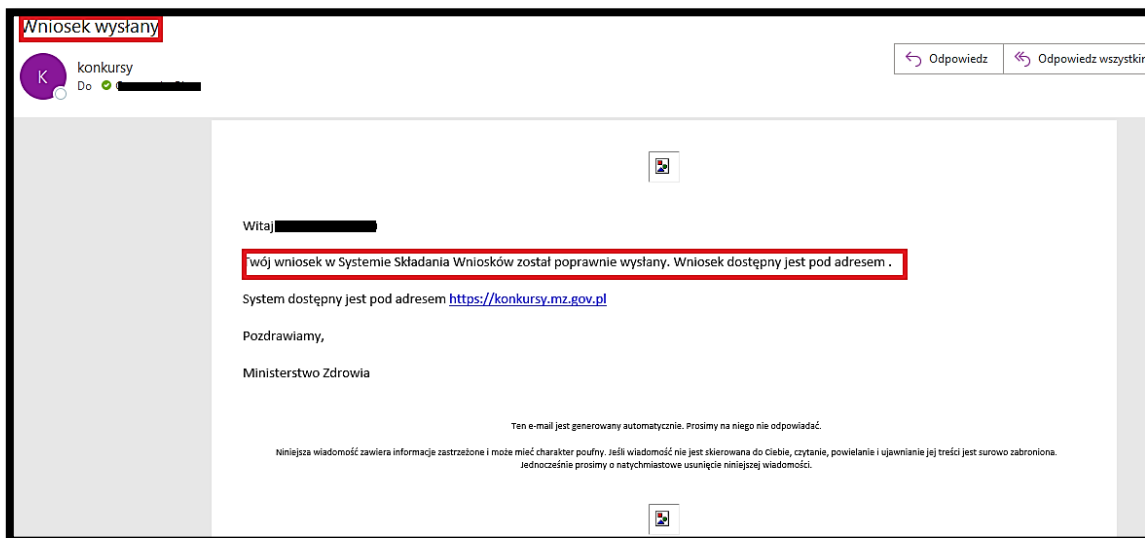 Wniosek wysłany
K
konkursy
Do
Odpowiedz
Odpowiedz wszystkim
Witaj
Twój wniosek w Systemie Składania Wniosków został poprawnie wysłany. Wniosek dostępny jest pod adresem .
System dostępny jest pod adresem https://konkursy.mz.gov.pl
Pozdrawiamy,
Ministerstwo Zdrowia
Ten e-mail jest generowany automatycznie. Prosimy na niego nie odpowiadać.
Niniejsza wiadomość zawiera informacje zastrzeżone i może mieć charakter poufny. Jeśli wiadomość nie jest skierowana do Ciebie, czytanie, powielanie i ujawnianie jej treści jest surowo zabroniona.
Jednocześnie prosimy o natychmiastowe usunięcie niniejszej wiadomości.